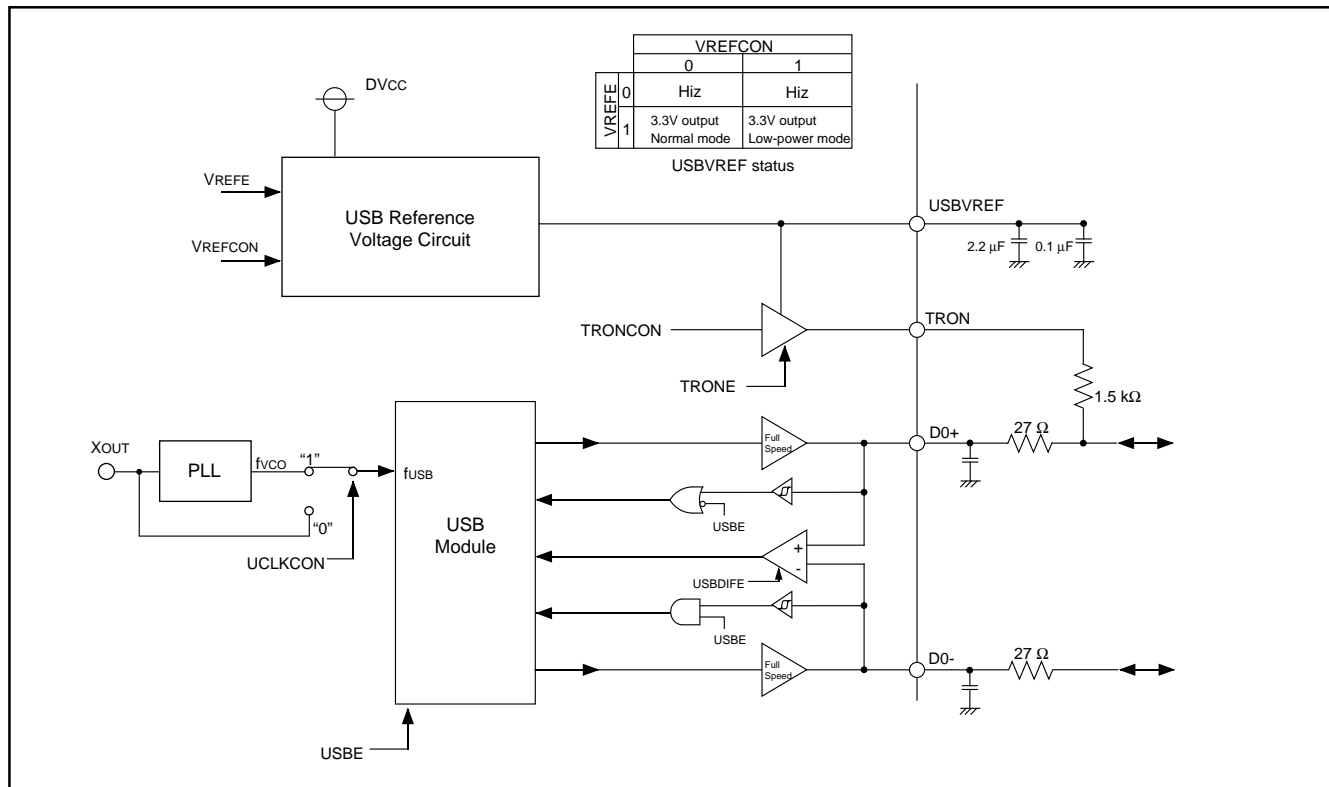 VREFCON
0 1
VREFE
0 Hiz Hiz
1 3.3V output 3.3V output
Normal mode Low-power mode
USBVREF status
DVCC
VREFE
VREFCON
USB Reference
Voltage Circuit
USBVREF
2.2 µF 0.1 µF
TRONCON
TRON
TRONE
1.5 kΩ
XOUT
PLL
fVCO
"1"
"0"
UCLKCON
fUSB
USB
Module
USBE
Full
Speed
D0+
27 Ω
USBE
+
-
USBDIFE
USBE
Full
Speed
D0-
27 Ω